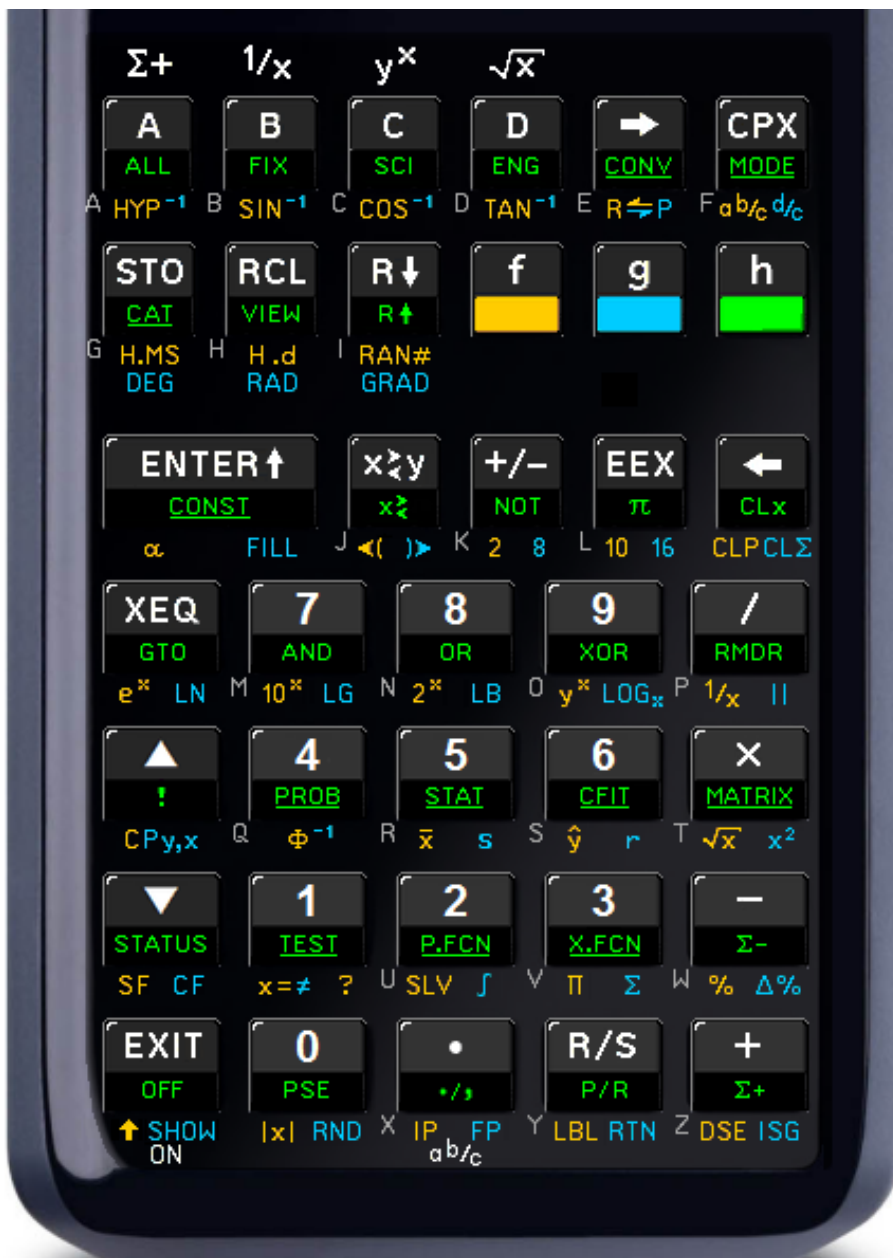 Σ+ 1/x yˣ √x
A B C D ➡ CPX
ALL FIX SCI ENG CONV MODE
A HYP⁻¹ B SIN⁻¹ C COS⁻¹ D TAN⁻¹ E R⇋P F ab/c d/c
STO RCL R↓ f g h
CAT VIEW R↑
G H.MS H H.d I RAN#
DEG RAD GRAD
ENTER↑ x≷y +/− EEX ←
CONST x≷ NOT π CLx
α FILL J ◂( )▸ K 2 8 L 10 16 CLP CLΣ
XEQ 7 8 9 /
GTO AND OR XOR RMDR
eˣ LN M 10ˣ LG N 2ˣ LB O yˣ LOGₓ P 1/x ||
▲ 4 5 6 ×
! PROB STAT CFIT MATRIX
CPy,x Q Φ⁻¹ R x̄ s S ŷ r T √x x²
▼ 1 2 3 −
STATUS TEST P.FCN X.FCN Σ−
SF CF x=≠ ? U SLV ∫ V Π Σ W % Δ%
EXIT 0 . R/S +
OFF PSE ./, P/R Σ+
↑ SHOW |x| RND X IP FP Y LBL RTN Z DSE ISG
ON ab/c